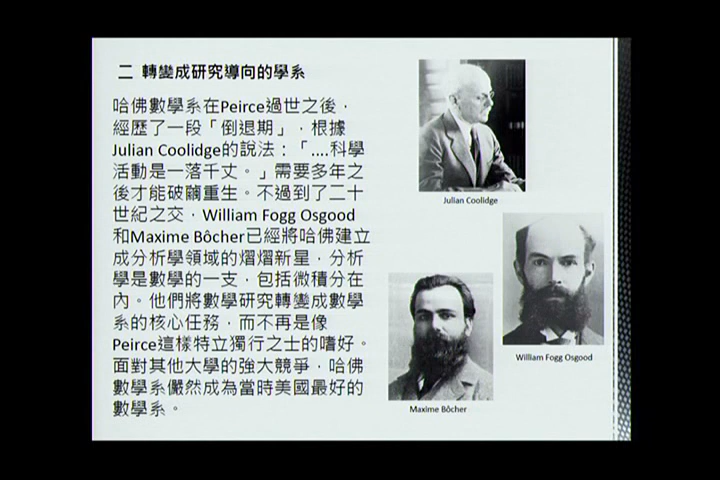 二 轉變成研究導向的學系
哈佛數學系在Peirce過世之後，
經歷了一段「倒退期」，根據
Julian Coolidge的說法：「....科學
活動是一落千丈。」需要多年之
後才能破繭重生。不過到了二十
世紀之交，William Fogg Osgood
和Maxime Bôcher已經將哈佛建立
成分析學領域的熠熠新星，分析
學是數學的一支，包括微積分在
內。他們將數學研究轉變成數學
系的核心任務，而不再是像
Peirce這樣特立獨行之士的嗜好。
面對其他大學的強大競爭，哈佛
數學系儼然成為當時美國最好的
數學系。
Julian Coolidge
William Fogg Osgood
Maxime Bôcher